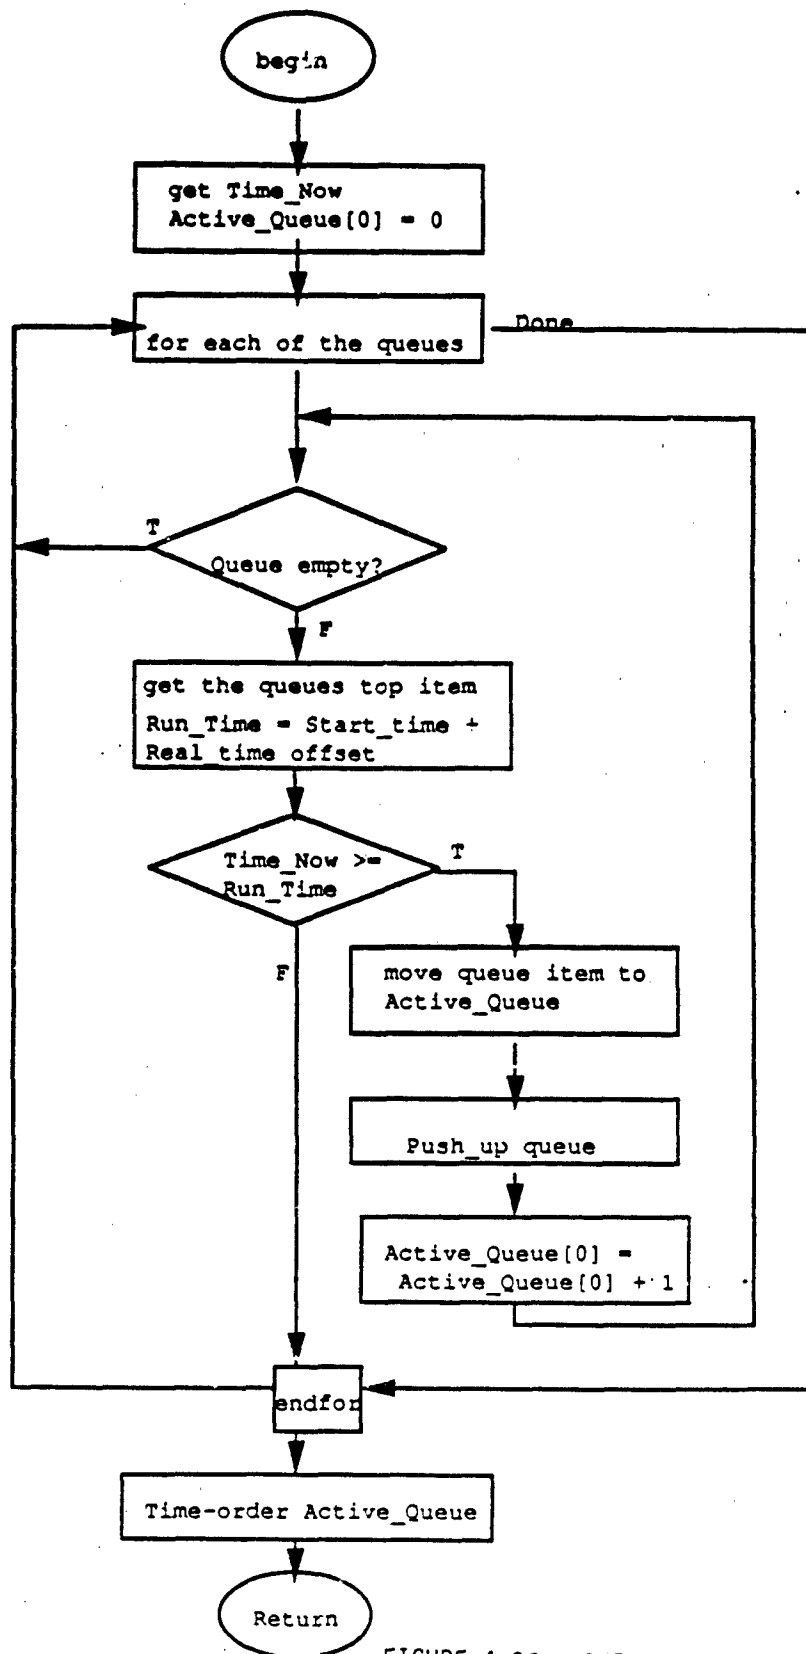 begin
get Time_Now
Active_Queue[0] = 0
for each of the queues
Done
T
Queue empty?
F
get the queues top item
Run_Time = Start_time +
Real_time offset
Time_Now >=
Run_Time
T
F
move queue item to
Active_Queue
Push_up queue
Active_Queue[0] =
Active_Queue[0] + 1
endfor
Time-order Active_Queue
Return
FIGURE